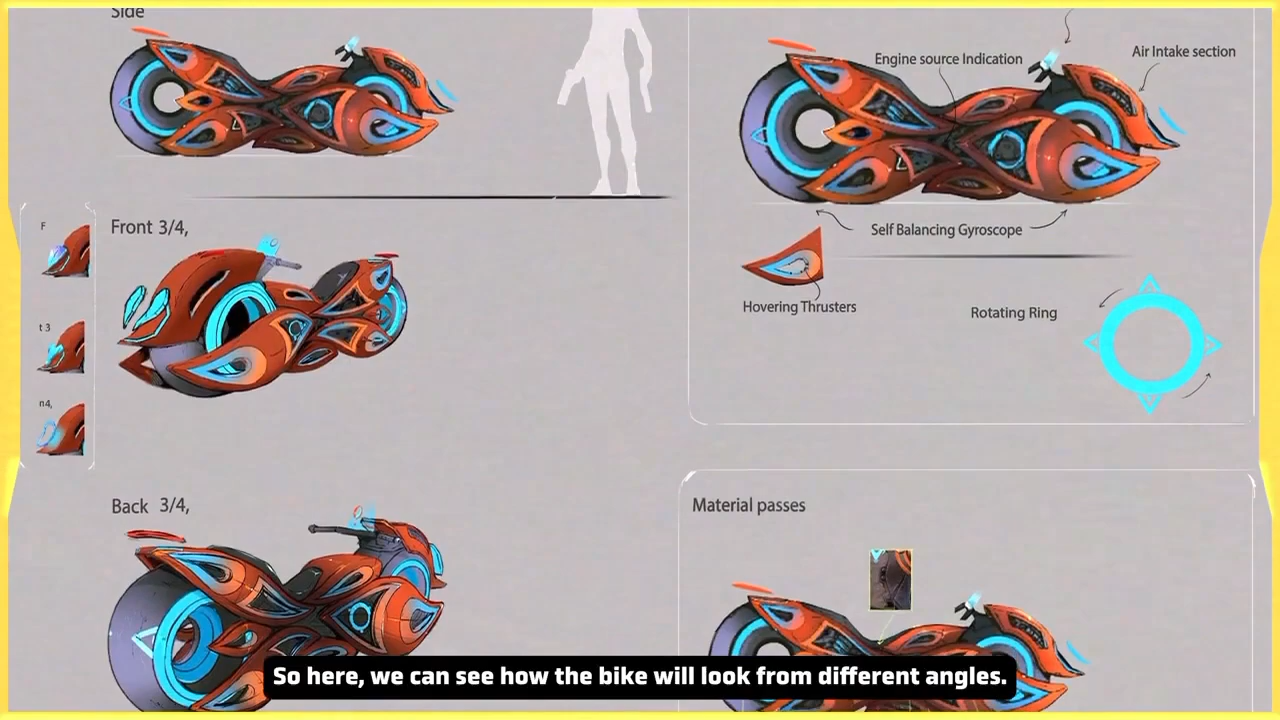 Side
Engine source Indication
Air Intake section
F
Front 3/4,
Self Balancing Gyroscope
Hovering Thrusters
Rotating Ring
t 3
n4,
Back 3/4,
Material passes
So here, we can see how the bike will look from different angles.